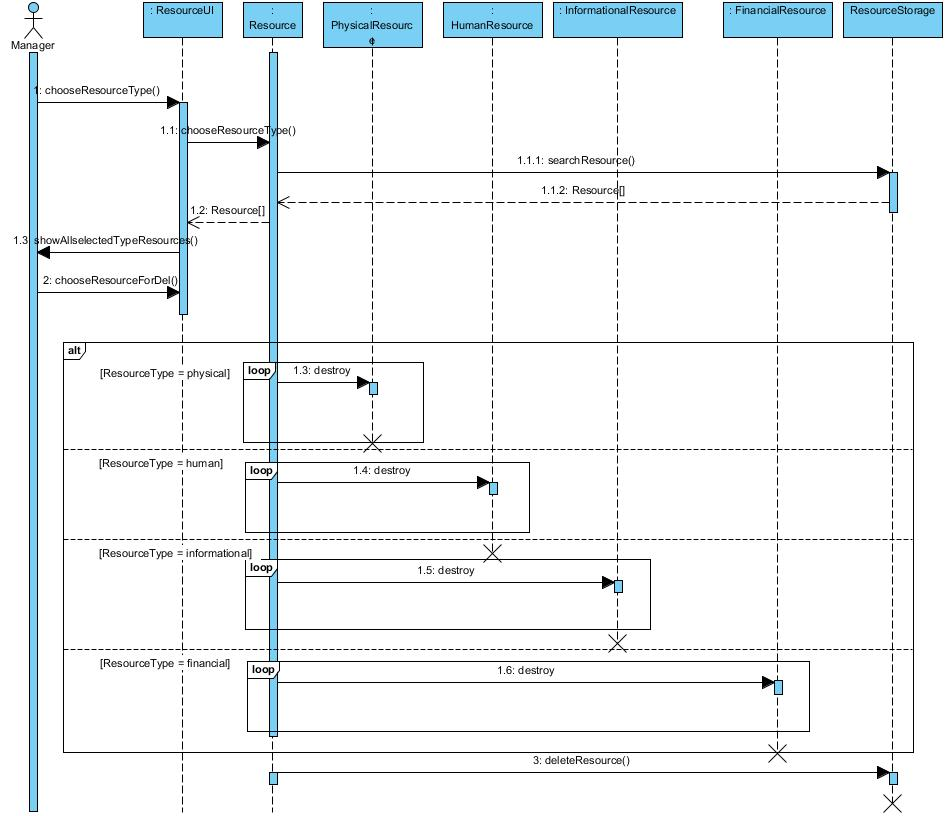 : ResourceUI
:
Resource
:
PhysicalResourc
e
:
HumanResource
: InformationalResource
: FinancialResource
ResourceStorage
Manager
1: chooseResourceType()
1.1: chooseResourceType()
1.1.1: searchResource()
1.1.2: Resource[]
1.2: Resource[]
1.3: showAllselectedTypeResources()
2: chooseResourceForDel()
alt
[ResourceType = physical]
loop
1.3: destroy
[ResourceType = human]
loop
1.4: destroy
[ResourceType = informational]
loop
1.5: destroy
[ResourceType = financial]
loop
1.6: destroy
3: deleteResource()